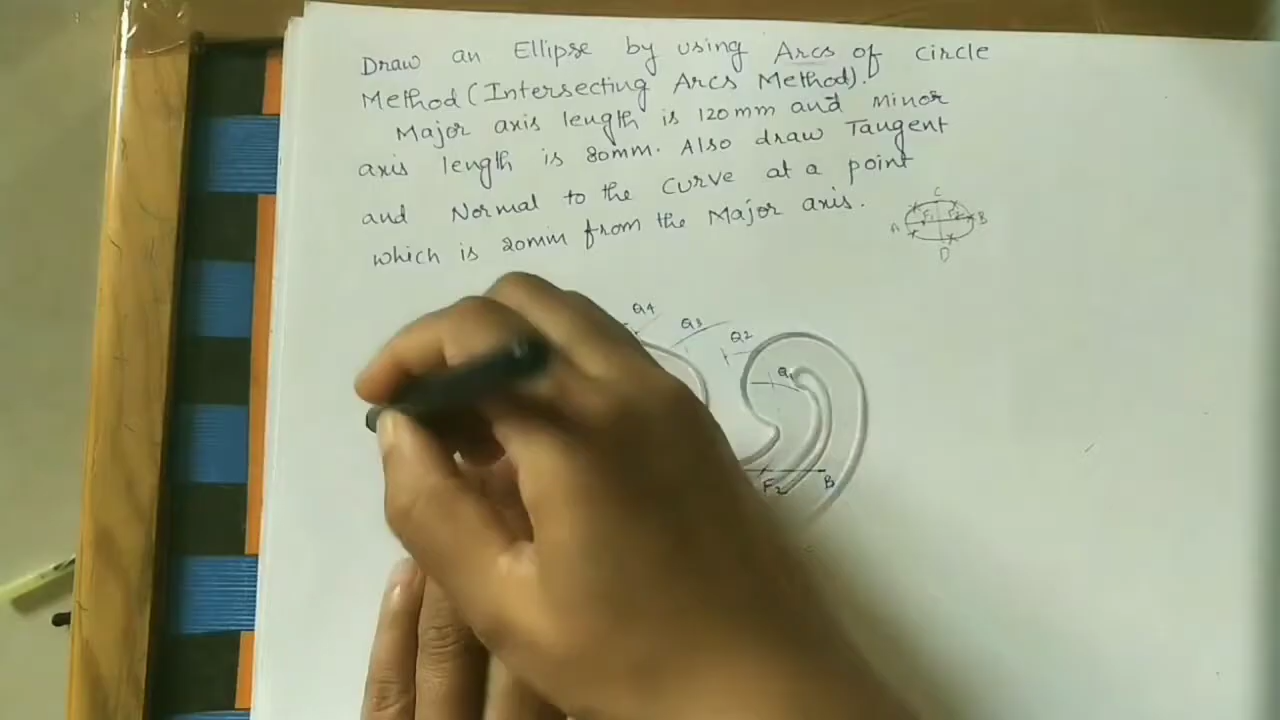 Draw an Ellipse by using Arcs of circle
Method (Intersecting Arcs Method).
Major axis length is 120mm and minor
axis length is 80mm. Also draw Tangent
and Normal to the curve at a point
which is 20mm from the Major axis.
C
F1 F2
A B
D
Q4
Q3
Q2
Q1
F2 B